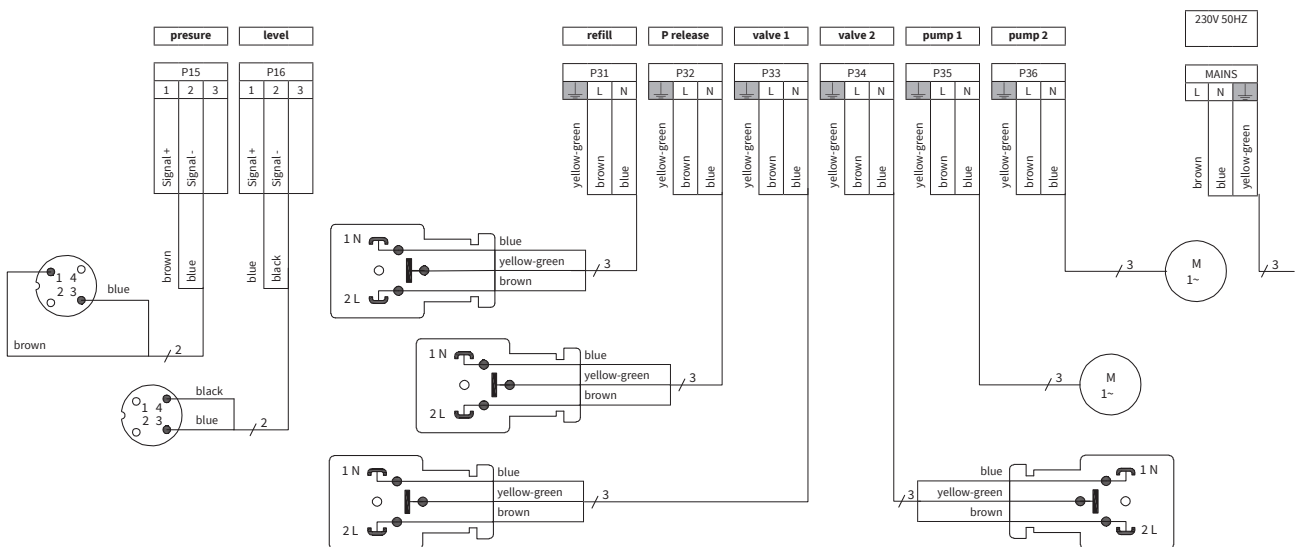 230V 50HZ
presure level refill P release valve 1 valve 2 pump 1 pump 2
P15 P16 P31 P32 P33 P34 P35 P36 MAINS
1 2 3 1 2 3 L N L N L N L N L N L N L N
Signal +
Signal -
Signal +
Signal -
yellow-green
brown
blue
yellow-green
brown
blue
yellow-green
brown
blue
yellow-green
brown
blue
yellow-green
brown
blue
yellow-green
brown
blue
brown
blue
yellow-green
brown
blue
blue
black
1 N
2 L
blue
yellow-green
brown
3
M
1~
3
3
1 4
2 3
blue
brown
2
1 N
2 L
blue
yellow-green
brown
3
M
1~
3
1 4
2 3
black
blue
2
1 N
2 L
blue
yellow-green
brown
3
3
blue
yellow-green
brown
1 N
2 L